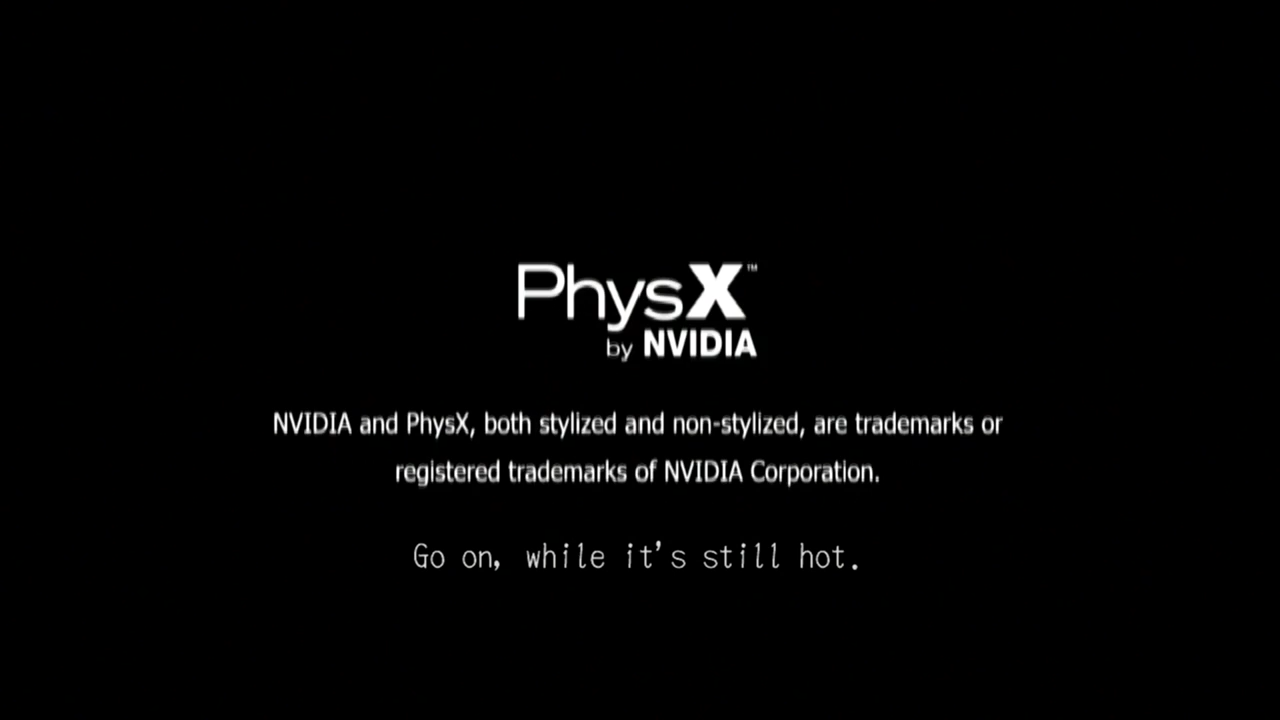 PhysX™
by NVIDIA
NVIDIA and PhysX, both stylized and non-stylized, are trademarks or
registered trademarks of NVIDIA Corporation.
Go on, while it's still hot.